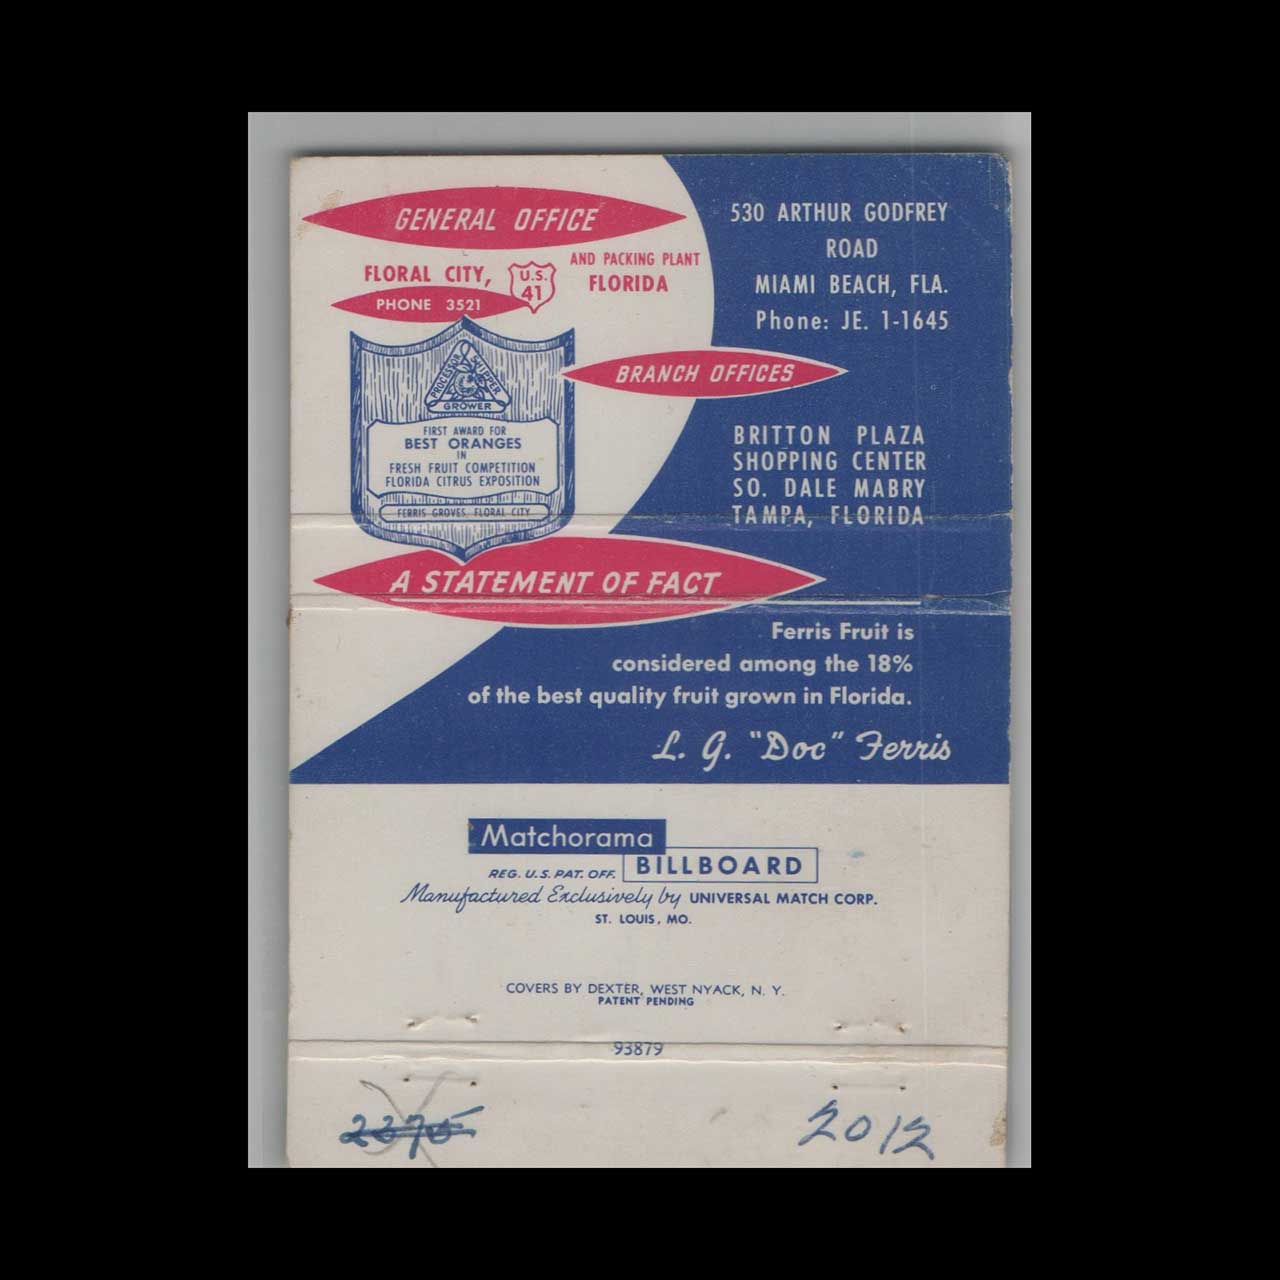 GENERAL OFFICE
AND PACKING PLANT
FLORAL CITY, U.S. 41 FLORIDA
PHONE 3521
530 ARTHUR GODFREY
ROAD
MIAMI BEACH, FLA.
Phone: JE. 1-1645
BRANCH OFFICES
BRITTON PLAZA
SHOPPING CENTER
SO. DALE MABRY
TAMPA, FLORIDA
PROCESSOR SHIPPER
GROWER
FIRST AWARD FOR
BEST ORANGES
IN
FRESH FRUIT COMPETITION
FLORIDA CITRUS EXPOSITION
FERRIS GROVES, FLORAL CITY
A STATEMENT OF FACT
Ferris Fruit is
considered among the 18%
of the best quality fruit grown in Florida.
L. G. "Doc" Ferris
Matchorama
BILLBOARD
REG. U.S. PAT. OFF.
Manufactured Exclusively by UNIVERSAL MATCH CORP.
ST. LOUIS, MO.
COVERS BY DEXTER, WEST NYACK, N. Y.
PATENT PENDING
93879
2375
2012